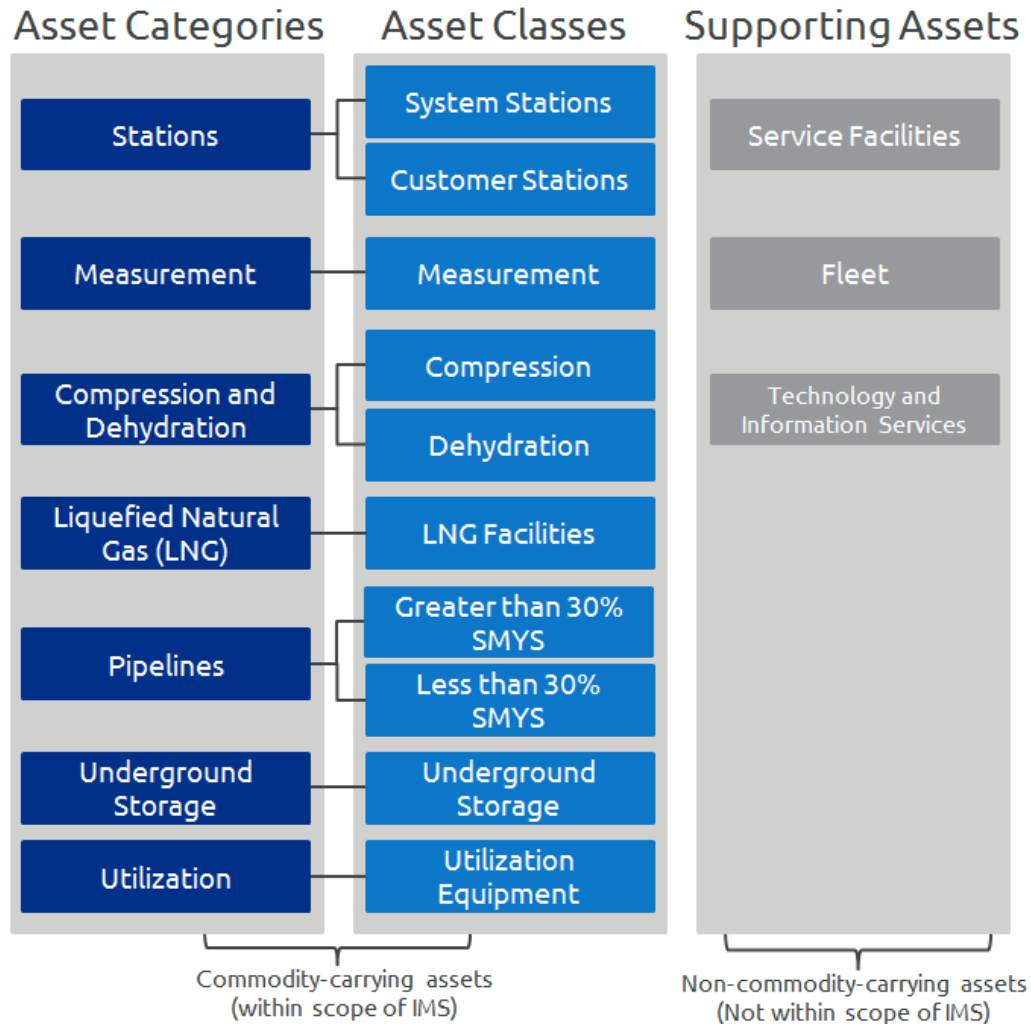 Asset Categories
Asset Classes
Supporting Assets
Stations
System Stations
Customer Stations
Service Facilities
Measurement
Measurement
Fleet
Compression and
Dehydration
Compression
Dehydration
Technology and
Information Services
Liquefied Natural
Gas (LNG)
LNG Facilities
Pipelines
Greater than 30%
SMYS
Less than 30%
SMYS
Underground
Storage
Underground
Storage
Utilization
Utilization
Equipment
Commodity-carrying assets
(within scope of IMS)
Non-commodity-carrying assets
(Not within scope of IMS)